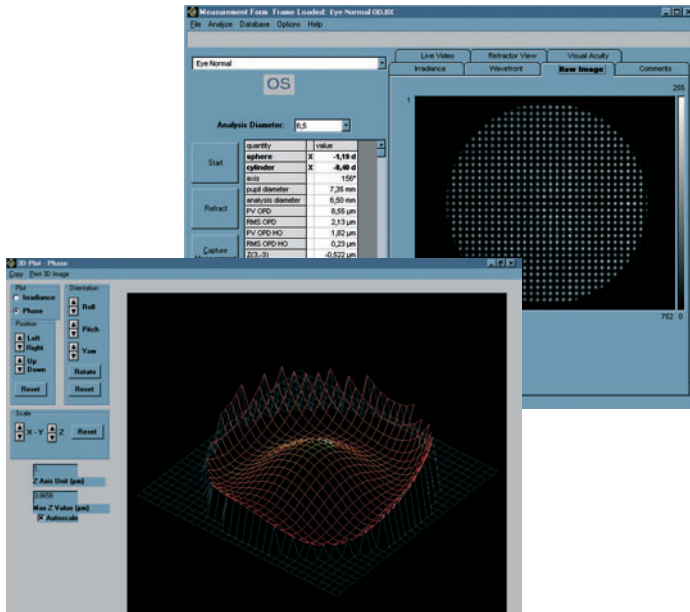 Measurement Form Frame Loaded: Eye Normal OD.BX
File Analyze Database Options Help
Live Video Refractor View Visual Acuity
Irradiance Wavefront Raw Image Comments
Eye Normal
OS
255
1
Analysis Diameter: 6,5
quantity value
Start
sphere X -1,19 d
cylinder X -0,40 d
axis 156°
pupil diameter 7,35 mm
Refract
analysis diameter 6,50 mm
PV OPD 8,55 µm
RMS OPD 2,13 µm
PV OPD HO 1,82 µm
Capture
RMS OPD HO 0,23 µm
Z(3,-3) -0,522 µm
752 0
3D Plot - Phase
Copy Print 3D Image
Plot
Irradiance
Phase
Orientation
Roll
Pitch
Yaw
Rotate
Reset
Position
Left
Right
Up
Down
Reset
Scale
X - Y Z Reset
1,
Z Axis Unit (µm)
Max Z Value (µm)
Autoscale